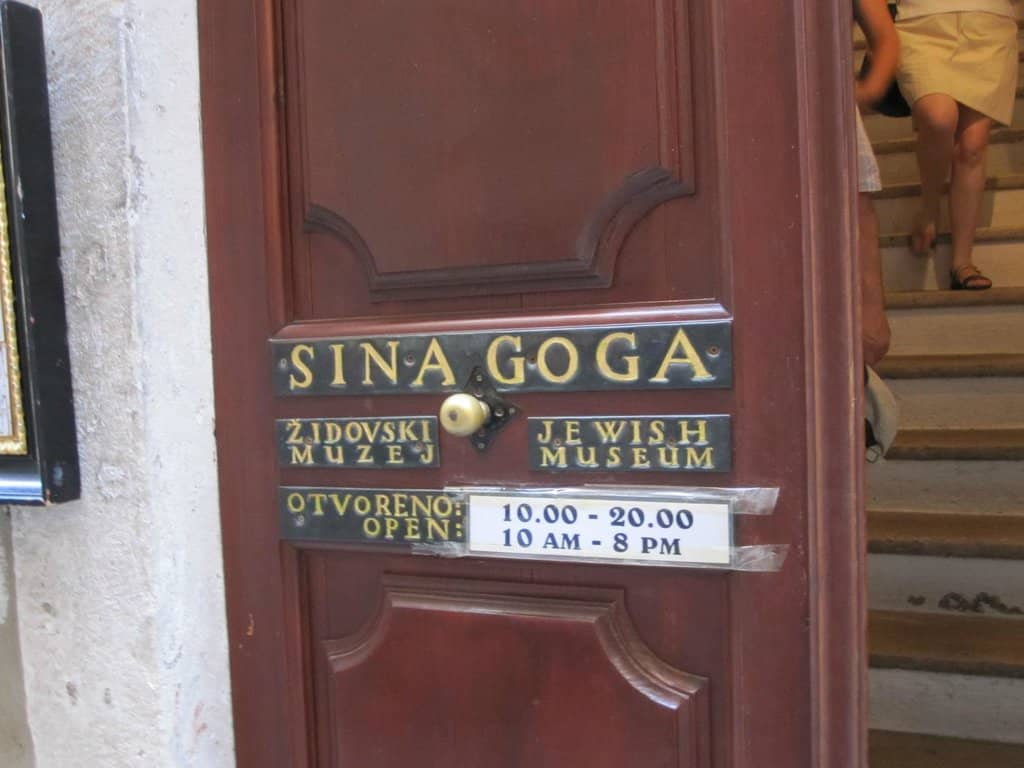 SINAGOGA
ŽIDOVSKI
MUZEJ
JEWISH
MUSEUM
OTVORENO: 10.00 - 20.00
OPEN: 10 AM - 8 PM